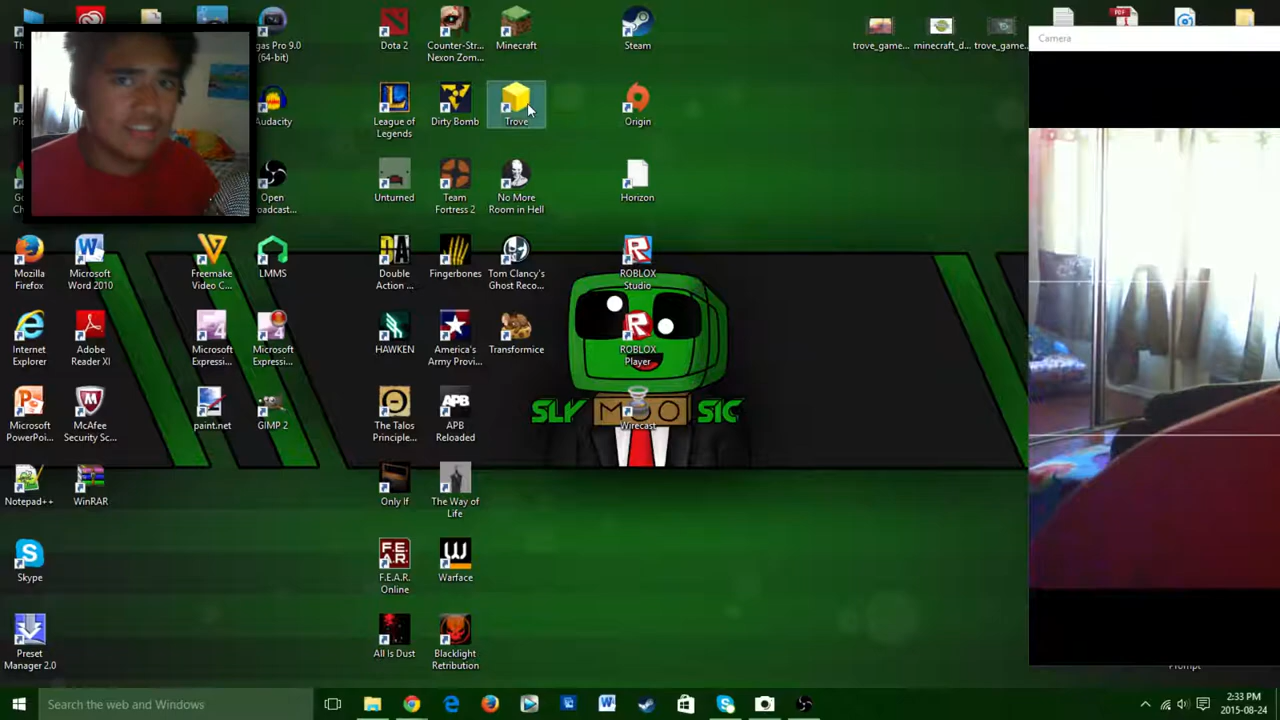 gas Pro 9.0
(64-bit)
Dota 2
Counter-Str...
Nexon Zom...
Minecraft
Steam
trove_game...
minecraft_d...
trove_game...
Camera
Audacity
League of
Legends
Dirty Bomb
Trove
Origin
Open
Broadcast...
Unturned
Team
Fortress 2
No More
Room in Hell
Horizon
Mozilla
Firefox
Microsoft
Word 2010
Freemake
Video C...
LMMS
Double
Action ...
Fingerbones
Tom Clancy's
Ghost Reco...
ROBLOX
Studio
Internet
Explorer
Adobe
Reader XI
Microsoft
Expressi...
Microsoft
Expressi...
HAWKEN
America's
Army Provi...
Transformice
ROBLOX
Player
Microsoft
PowerPoi...
McAfee
Security Sc...
paint.net
GIMP 2
The Talos
Principle...
APB
Reloaded
Wirecast
SLY MOO SIC
Notepad++
WinRAR
Only If
The Way of
Life
Skype
F.E.A.R.
Online
Warface
Preset
Manager 2.0
All Is Dust
Blacklight
Retribution
Search the web and Windows
2:33 PM
2015-08-24